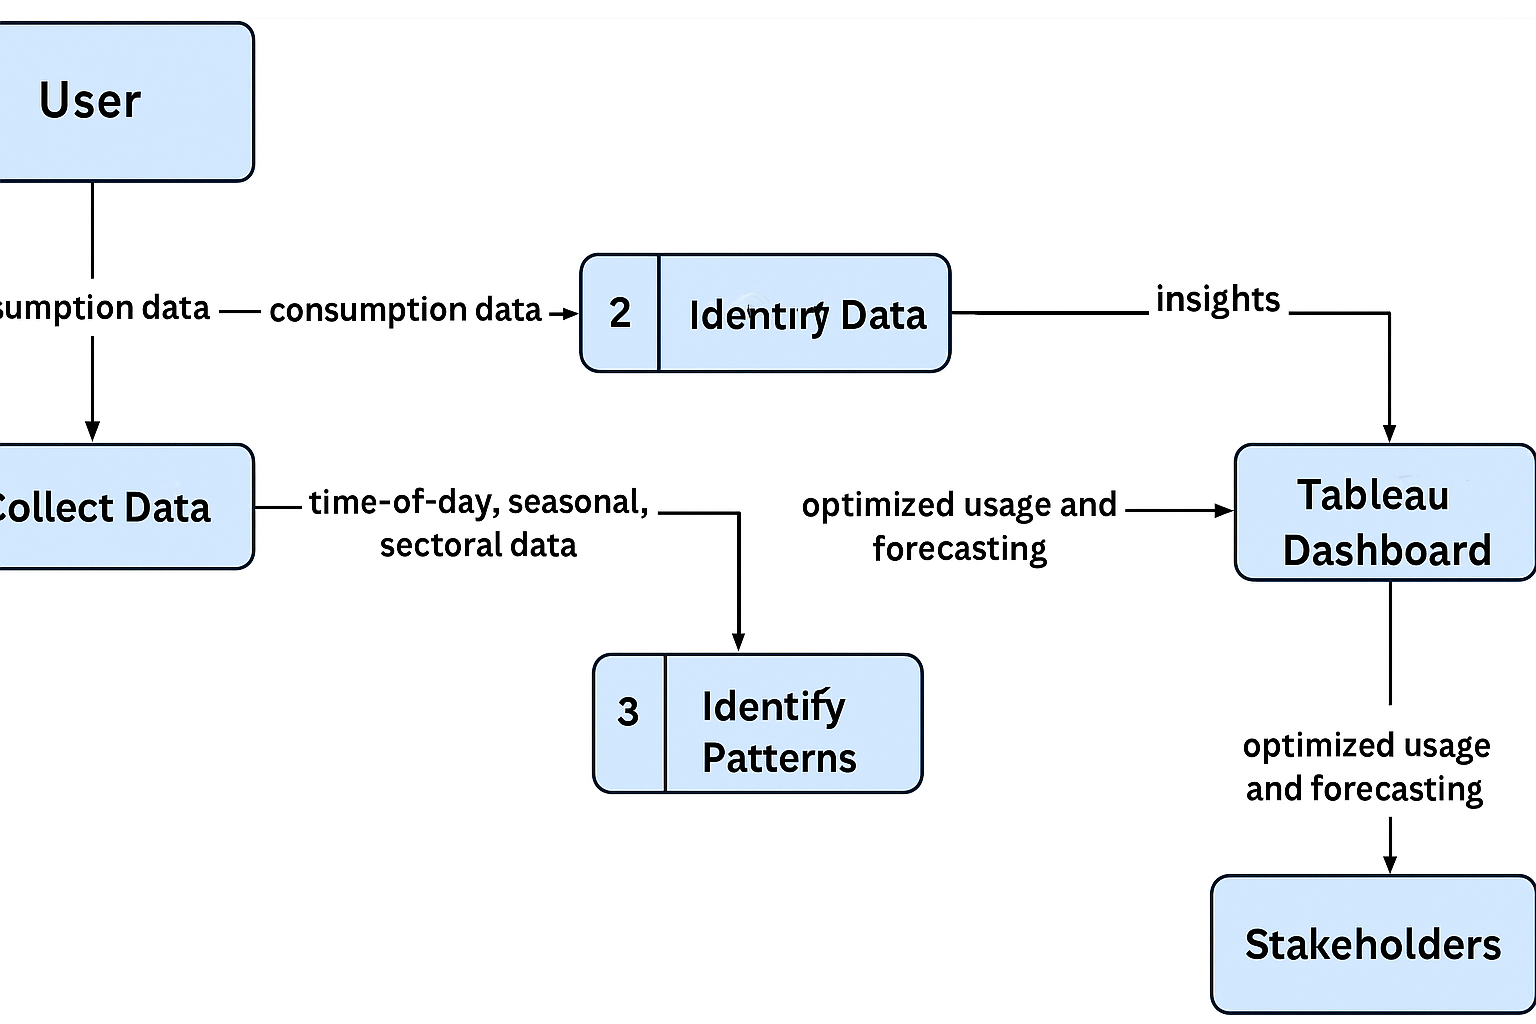 User
sumption data
consumption data
2
Data
insights
Collect Data
time-of-day, seasonal,
sectoral data
optimized usage and
forecasting
Tableau
Dashboard
3
Identify
Patterns
optimized usage
and forecasting
Stakeholders